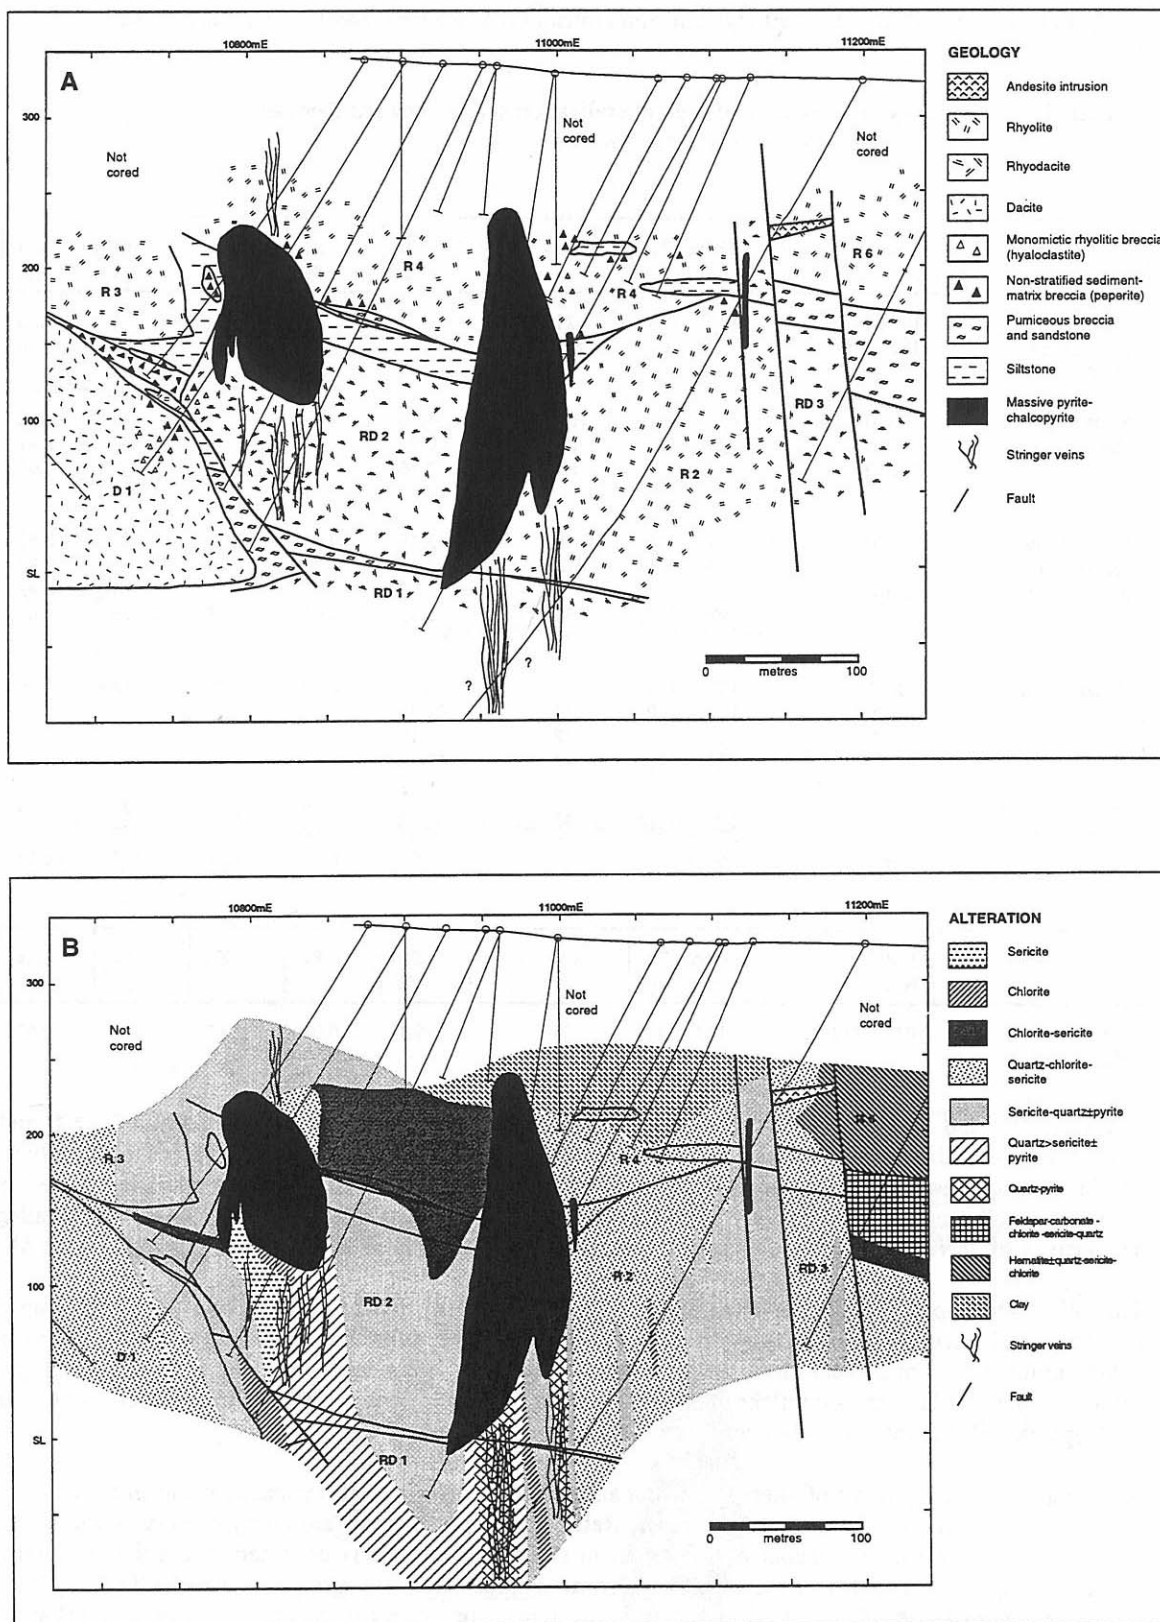 10800mE 11000mE 11200mE
A
300
200
100
SL
Not
cored
Not
cored
Not
cored
R 3
R 4
R 4
R 6
RD 2
R 2
RD 3
D 1
RD 1
?
?
0 100
metres
GEOLOGY
Andesite intrusion
Rhyolite
Rhyodacite
Dacite
Monomictic rhyolitic breccia
(hyaloclastite)
Non-stratified sediment-
matrix breccia (peperite)
Pumiceous breccia
and sandstone
Siltstone
Massive pyrite-
chalcopyrite
Stringer veins
Fault
10800mE 11000mE 11200mE
B
300
200
100
SL
Not
cored
Not
cored
Not
cored
R 3
R 4
RD 2
R 2
RD 3
D 1
RD 1
0 100
metres
ALTERATION
Sericite
Chlorite
Chlorite-sericite
Quartz-chlorite-
sericite
Sericite-quartz±pyrite
Quartz>sericite±
pyrite
Quartz-pyrite
Feldspar-carbonate-
chlorite-sericite-quartz
Hematite±quartz-sericite-
chlorite
Clay
Stringer veins
Fault